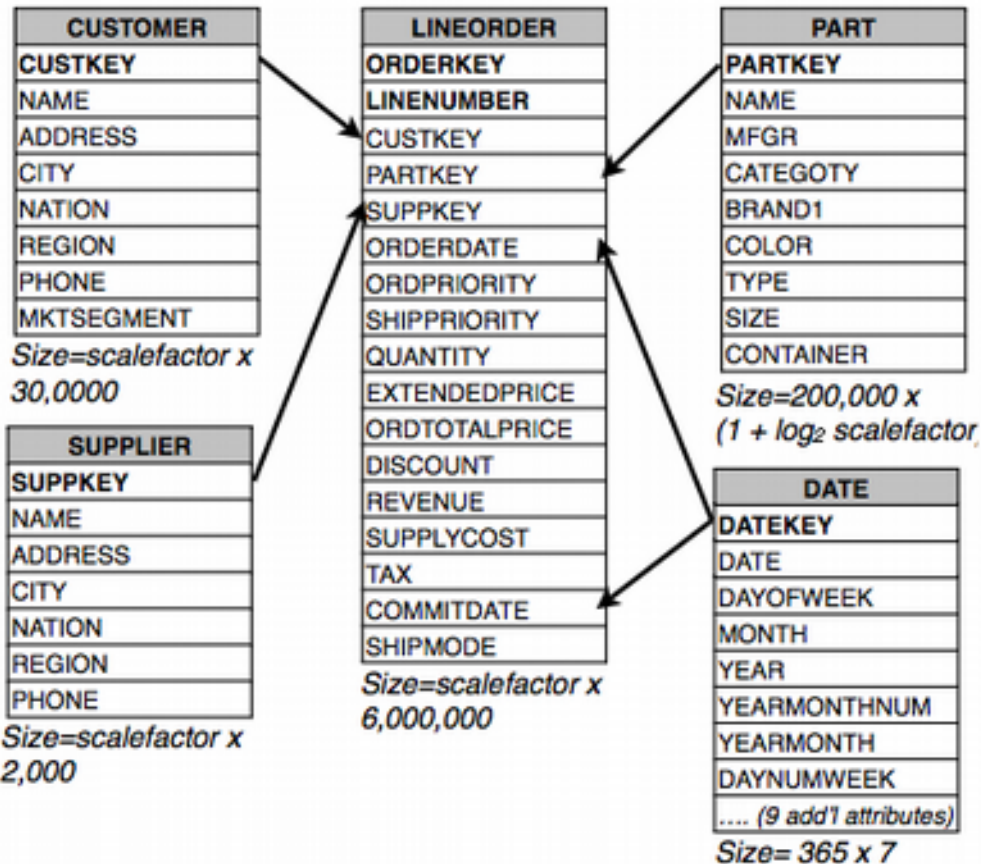 CUSTOMER
CUSTKEY
NAME
ADDRESS
CITY
NATION
REGION
PHONE
MKTSEGMENT
Size=scalefactor x
30,0000
SUPPLIER
SUPPKEY
NAME
ADDRESS
CITY
NATION
REGION
PHONE
Size=scalefactor x
2,000
LINEORDER
ORDERKEY
LINENUMBER
CUSTKEY
PARTKEY
SUPPKEY
ORDERDATE
ORDPRIORITY
SHIPPRIORITY
QUANTITY
EXTENDEDPRICE
ORDTOTALPRICE
DISCOUNT
REVENUE
SUPPLYCOST
TAX
COMMITDATE
SHIPMODE
Size=scalefactor x
6,000,000
PART
PARTKEY
NAME
MFGR
CATEGOTY
BRAND1
COLOR
TYPE
SIZE
CONTAINER
Size=200,000 x
(1 + log₂ scalefactor
DATE
DATEKEY
DATE
DAYOFWEEK
MONTH
YEAR
YEARMONTHNUM
YEARMONTH
DAYNUMWEEK
.... (9 add'l attributes)
Size= 365 x 7